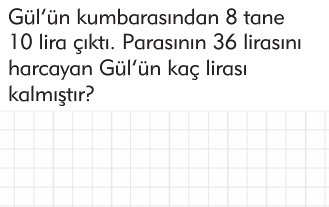 Gül'ün kumbarasından 8 tane
10 lira çıktı. Parasının 36 lirasını
harcayan Gül'ün kaç lirası
kalmıştır?